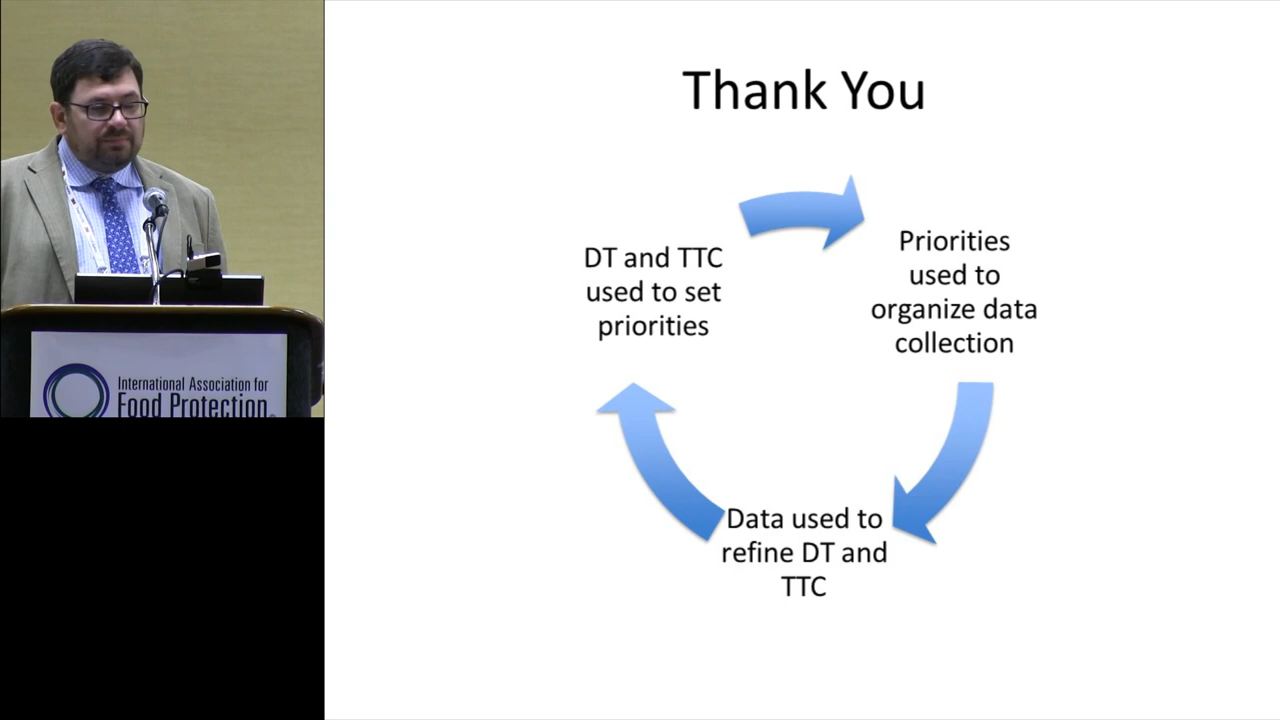 Thank You
DT and TTC
used to set
priorities
Priorities
used to
organize data
collection
Data used to
refine DT and
TTC
International Association for
Food Protection